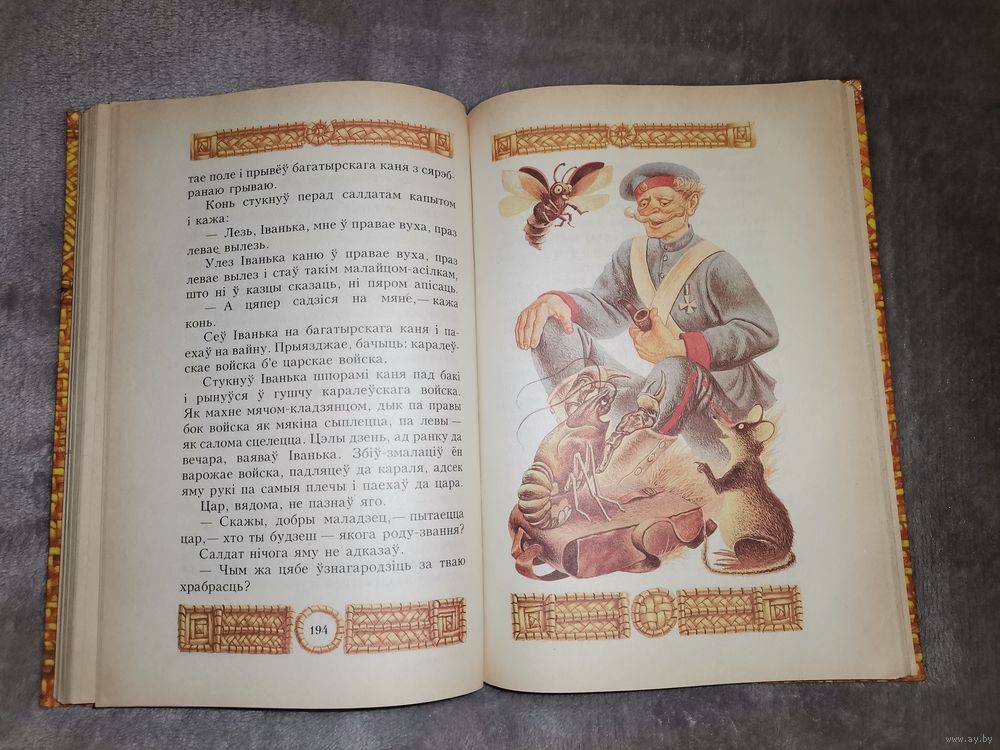 тае поле і прывёў багатырскага каня з сярэб-
ранаю грываю.
Конь стукнуў перад салдатам капытом
і кажа:
— Лезь, Іванька, мне ў правае вуха, праз
левае вылезь.
Улез Іванька каню ў правае вуха, праз
левае вылез і стаў такім малайцом-асілкам,
што ні ў казцы сказаць, ні пяром апісаць.
— А цяпер садзіся на мяне,— кажа
конь.
Сеў Іванька на багатырскага каня і па-
ехаў на вайну. Прыязджае, бачыць: каралеў-
скае войска б'е царскае войска.
Стукнуў Іванька шпорамі каня пад бакі
і рынуўся ў гушчу каралеўскага войска.
Як махне мячом-кладзянцом, дык па правы
бок войска як мякіна сыплецца, па левы —
як салома сцелецца. Цэлы дзень, ад ранку да
вечара, ваяваў Іванька. Збіў-змалаціў ён
варожае войска, падляцеў да караля, адсек
яму рукі па самыя плечы і паехаў да цара.
Цар, вядома, не пазнаў яго.
— Скажы, добры маладзец,— пытаецца
цар,— хто ты будзеш — якога роду-звання?
Салдат нічога яму не адказаў.
— Чым жа цябе ўзнагародзіць за тваю
храбрасць?
194
www.ay.by